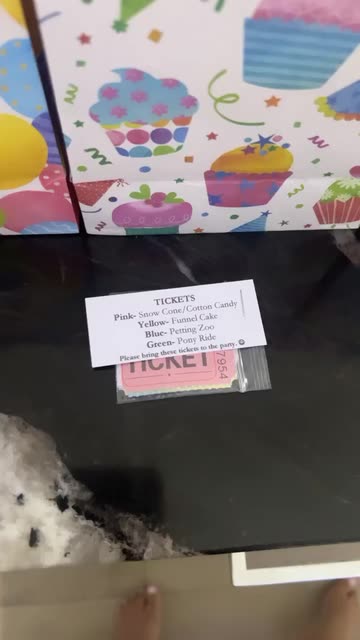 TICKETS
Pink- Snow Cone/Cotton Candy
Yellow- Funnel Cake
Blue- Petting Zoo
Green- Pony Ride
Please bring these tickets to the party.
TICKET
7954